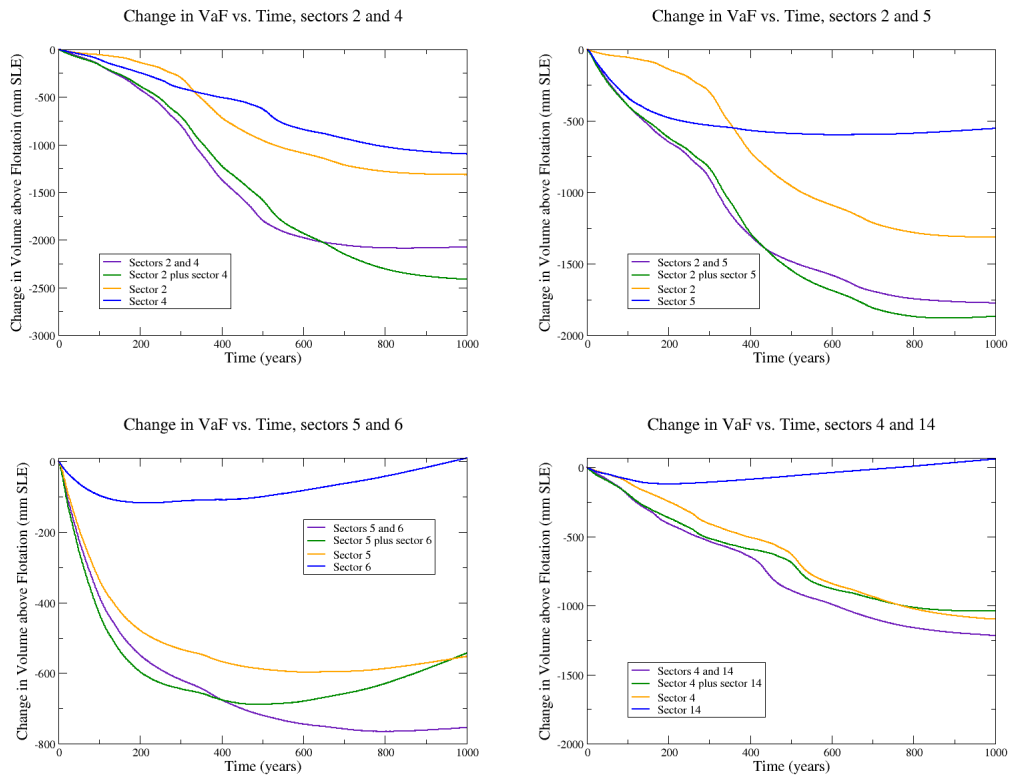 Change in VaF vs. Time, sectors 2 and 4
Change in Volume above Flotatoin (mm SLE)
0
-500
-1000
-1500
-2000
-2500
-3000
Sectors 2 and 4
Sector 2 plus sector 4
Sector 2
Sector 4
0 200 400 600 800 1000
Time (years)
Change in VaF vs. Time, sectors 2 and 5
Change in Volume above Flotation (mm SLE)
0
-500
-1000
-1500
-2000
Sectors 2 and 5
Sector 2 plus sector 5
Sector 2
Sector 5
0 200 400 600 800 1000
Time (years)
Change in VaF vs. Time, sectors 5 and 6
Change in Volume above Flotation (mm SLE)
0
-200
-400
-600
-800
Sectors 5 and 6
Sector 5 plus sector 6
Sector 5
Sector 6
0 200 400 600 800 1000
Time (years)
Change in VaF vs. Time, sectors 4 and 14
Change in Volume above Flotation (mm SLE)
0
-500
-1000
-1500
-2000
Sectors 4 and 14
Sector 4 plus sector 14
Sector 4
Sector 14
0 200 400 600 800 1000
Time (years)